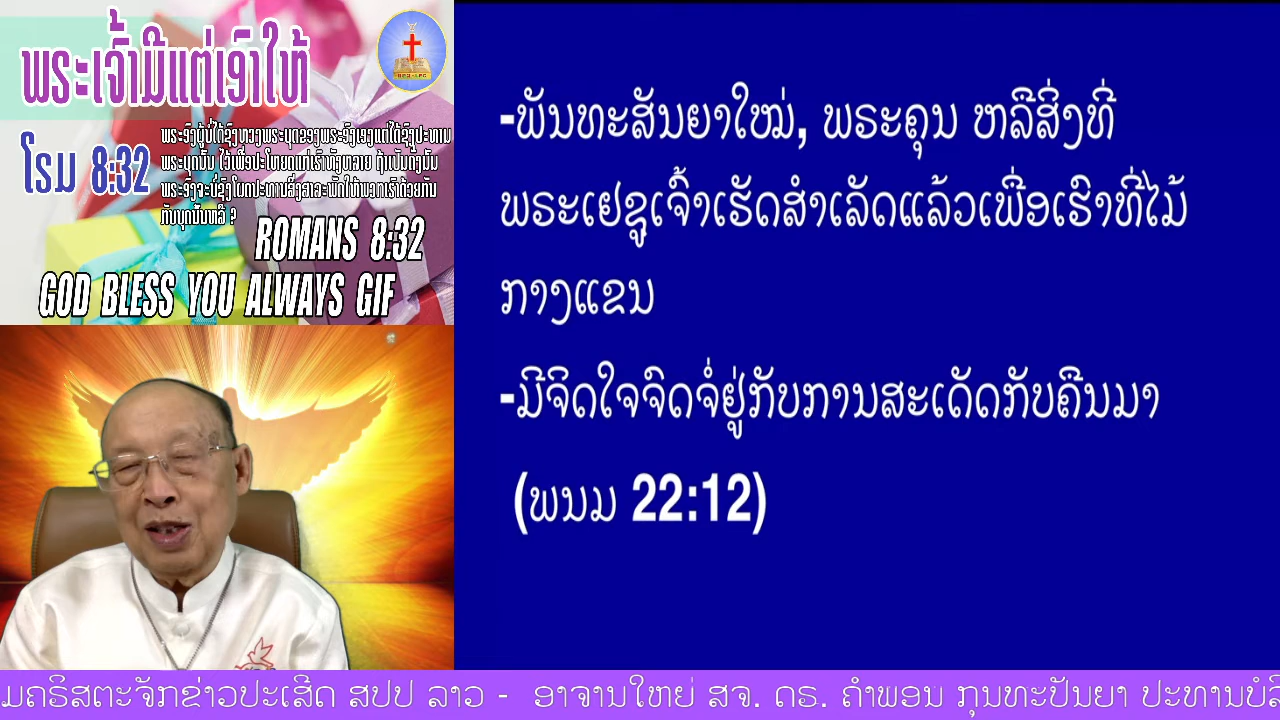 ພຣະເຈົ້າມີແຕ່ເອົາໃຫ້
ໂຣມ 8:32
ROMANS 8:32
GOD BLESS YOU ALWAYS GIF
-ພັນທະສັນຍາໃໝ່, ພຣະຄຸນ ຫລືສິ່ງທີ່
ພຣະເຢຊູເຈົ້າເຮັດສຳເລັດແລ້ວເພື່ອເຮົາທີ່ໄມ້
ກາງແຂນ
-ມີຈິດໃຈຈົດຈໍ່ຢູ່ກັບການສະເດັດກັບຄືນມາ
(ພນມ 22:12)
ມຄຣິສຕະຈັກຂ່າວປະເສີດ ສປປ ລາວ - ອາຈານໃຫຍ່ ສຈ. ດຣ. ຄຳພອນ ກຸນທະປັນຍາ ປະທານບໍລິ